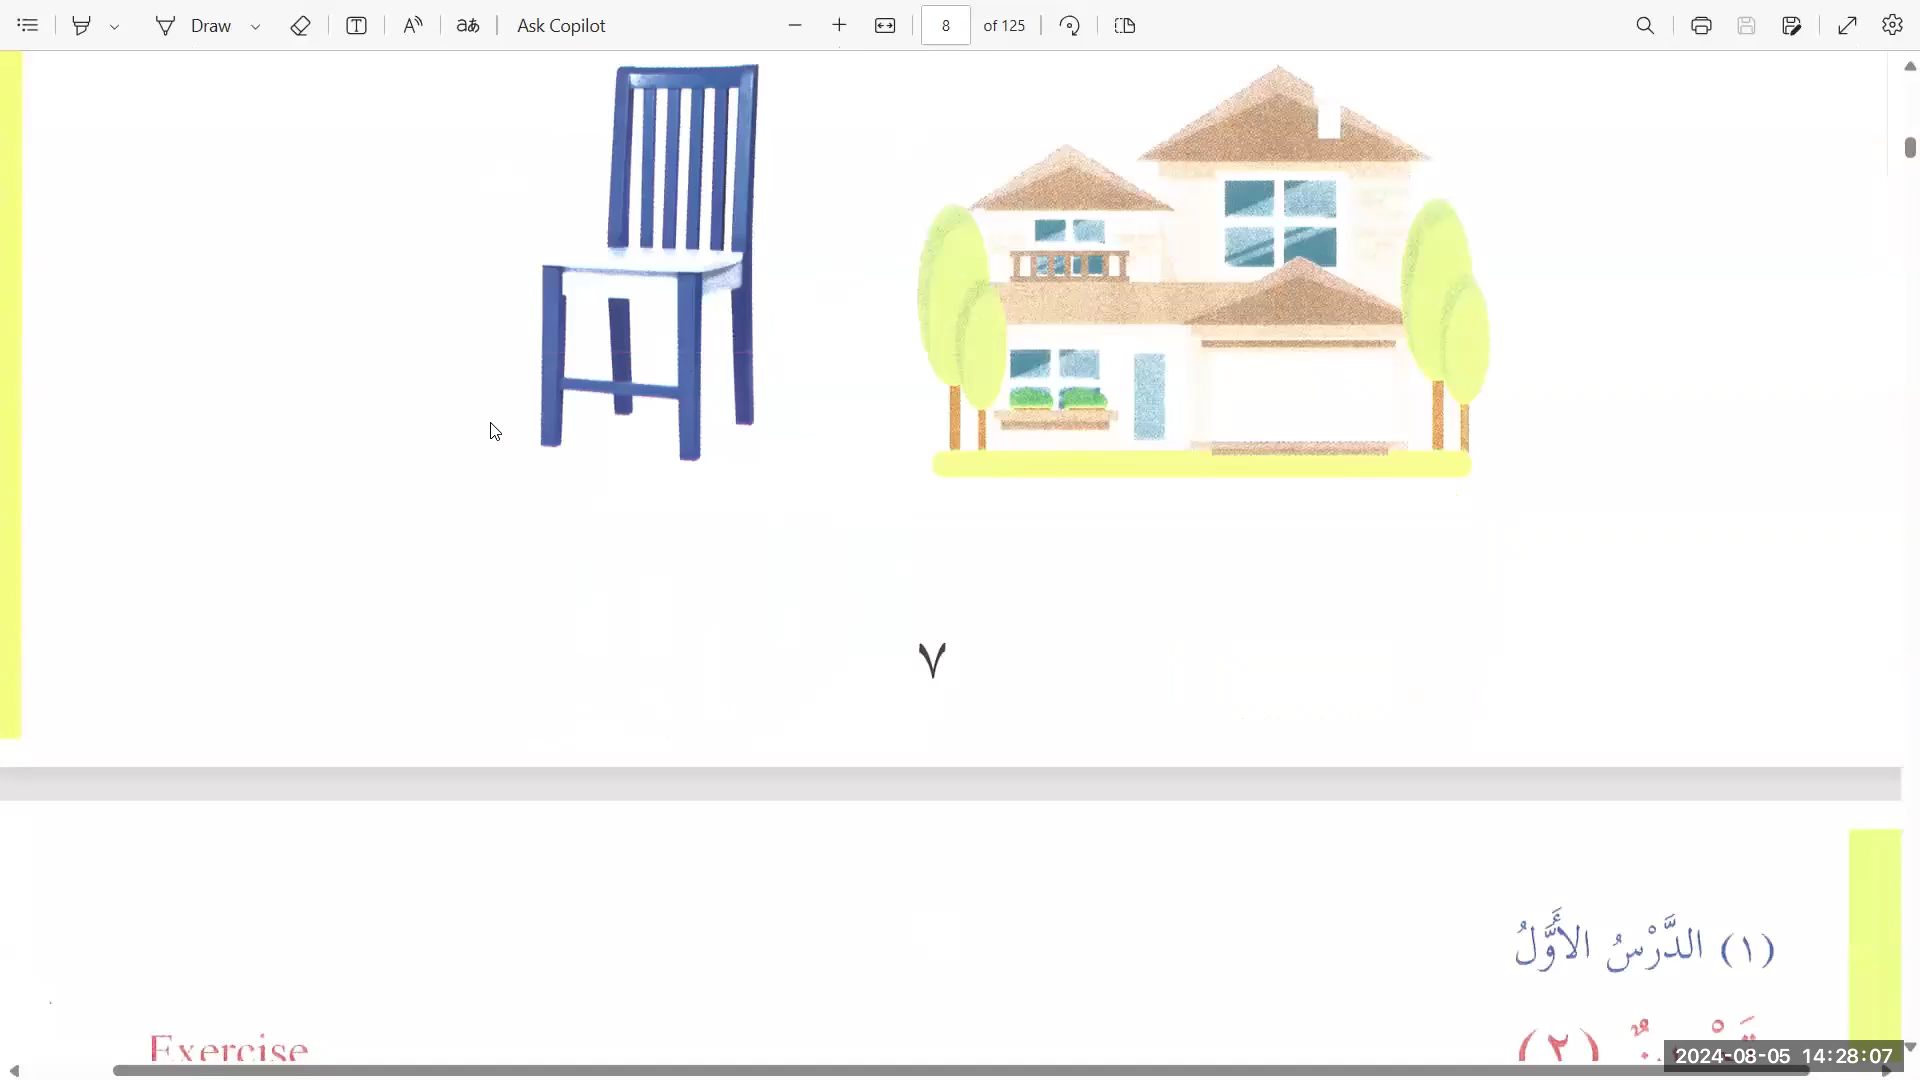 Draw
Ask Copilot
8 of 125
٧
(١) الدَّرْسُ الأَوَّلُ
Exercise
(٢)
2024-08-05 14:28:07